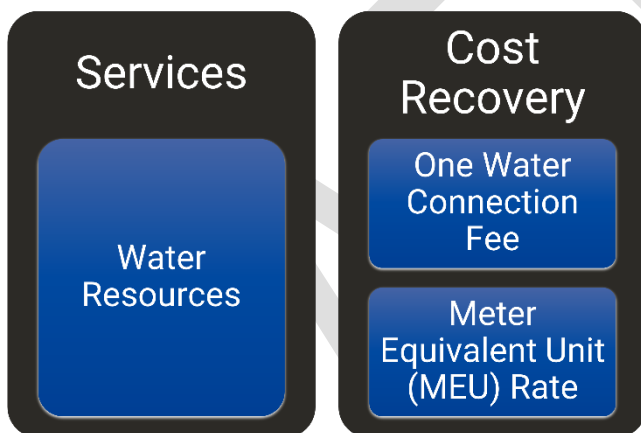 Services
Water
Resources
Cost
Recovery
One Water
Connection
Fee
Meter
Equivalent Unit
(MEU) Rate